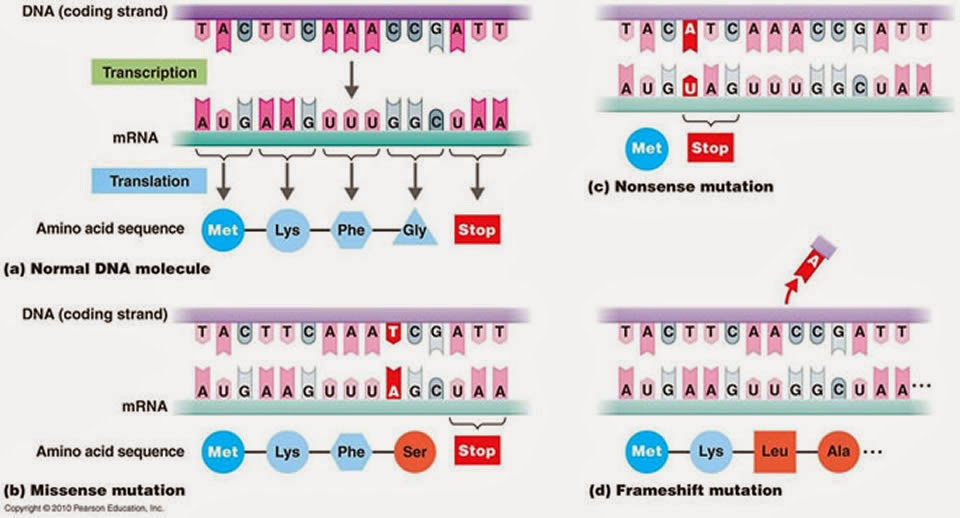 DNA (coding strand)
T A C T T C A A A C C G A T T
Transcription
A U G A A G U U U G G C U A A
mRNA
Translation
Amino acid sequence
Met Lys Phe Gly Stop
(a) Normal DNA molecule
DNA (coding strand)
T A C T T C A A A T C G A T T
A U G A A G U U U A G C U A A
mRNA
Amino acid sequence
Met Lys Phe Ser Stop
(b) Missense mutation
Copyright © 2010 Pearson Education, Inc.
T A C A T C A A A C C G A T T
A U G U A G U U U G G C U A A
Met Stop
(c) Nonsense mutation
A
T A C T T C A A C C G A T T
A U G A A G U U G G C U A A ...
Met Lys Leu Ala ...
(d) Frameshift mutation